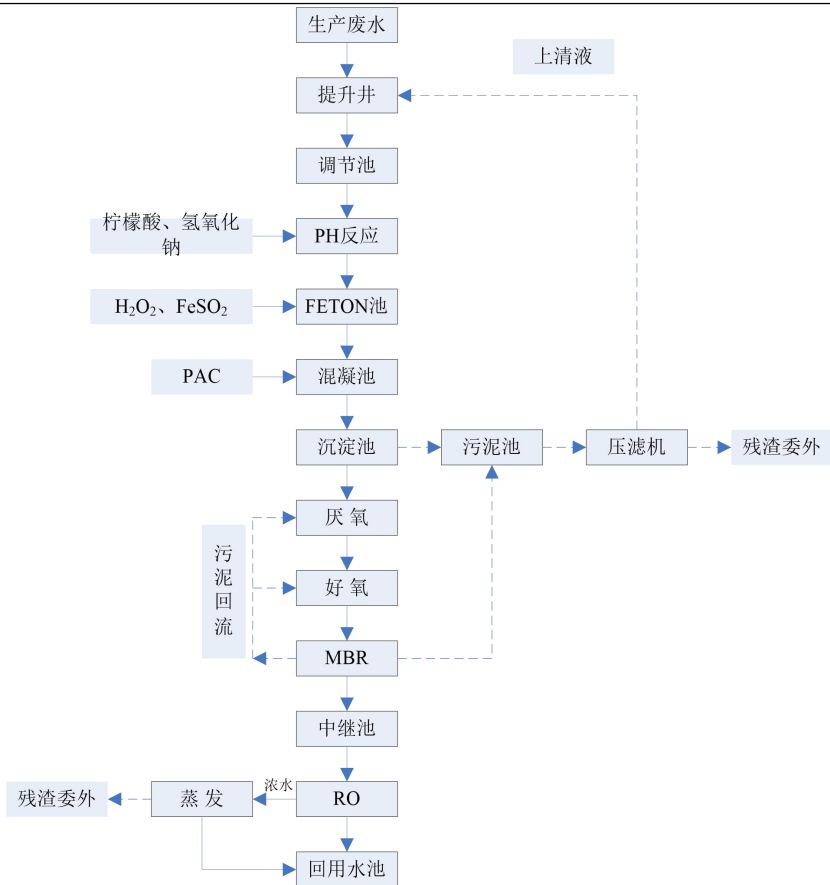 生产废水
上清液
提升井
调节池
柠檬酸、氢氧化
钠
PH反应
H₂O₂、FeSO₂
FETON池
PAC
混凝池
沉淀池
污泥池
压滤机
残渣委外
厌 氧
污
泥
回
流
好 氧
MBR
中继池
残渣委外
蒸 发
浓水
RO
回用水池